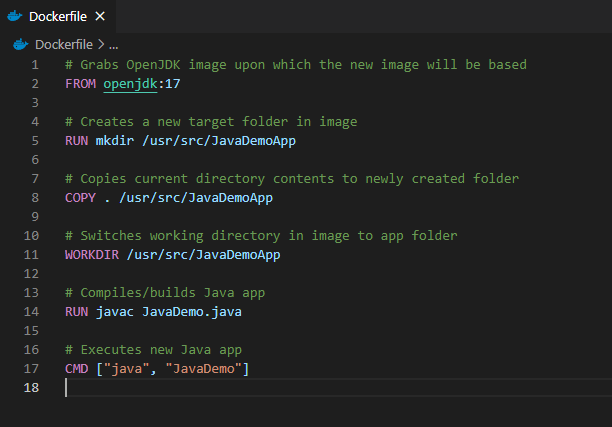 Dockerfile ×
Dockerfile > ...
1 # Grabs OpenJDK image upon which the new image will be based
2 FROM openjdk:17
3
4 # Creates a new target folder in image
5 RUN mkdir /usr/src/JavaDemoApp
6
7 # Copies current directory contents to newly created folder
8 COPY . /usr/src/JavaDemoApp
9
10 # Switches working directory in image to app folder
11 WORKDIR /usr/src/JavaDemoApp
12
13 # Compiles/builds Java app
14 RUN javac JavaDemo.java
15
16 # Executes new Java app
17 CMD ["java", "JavaDemo"]
18